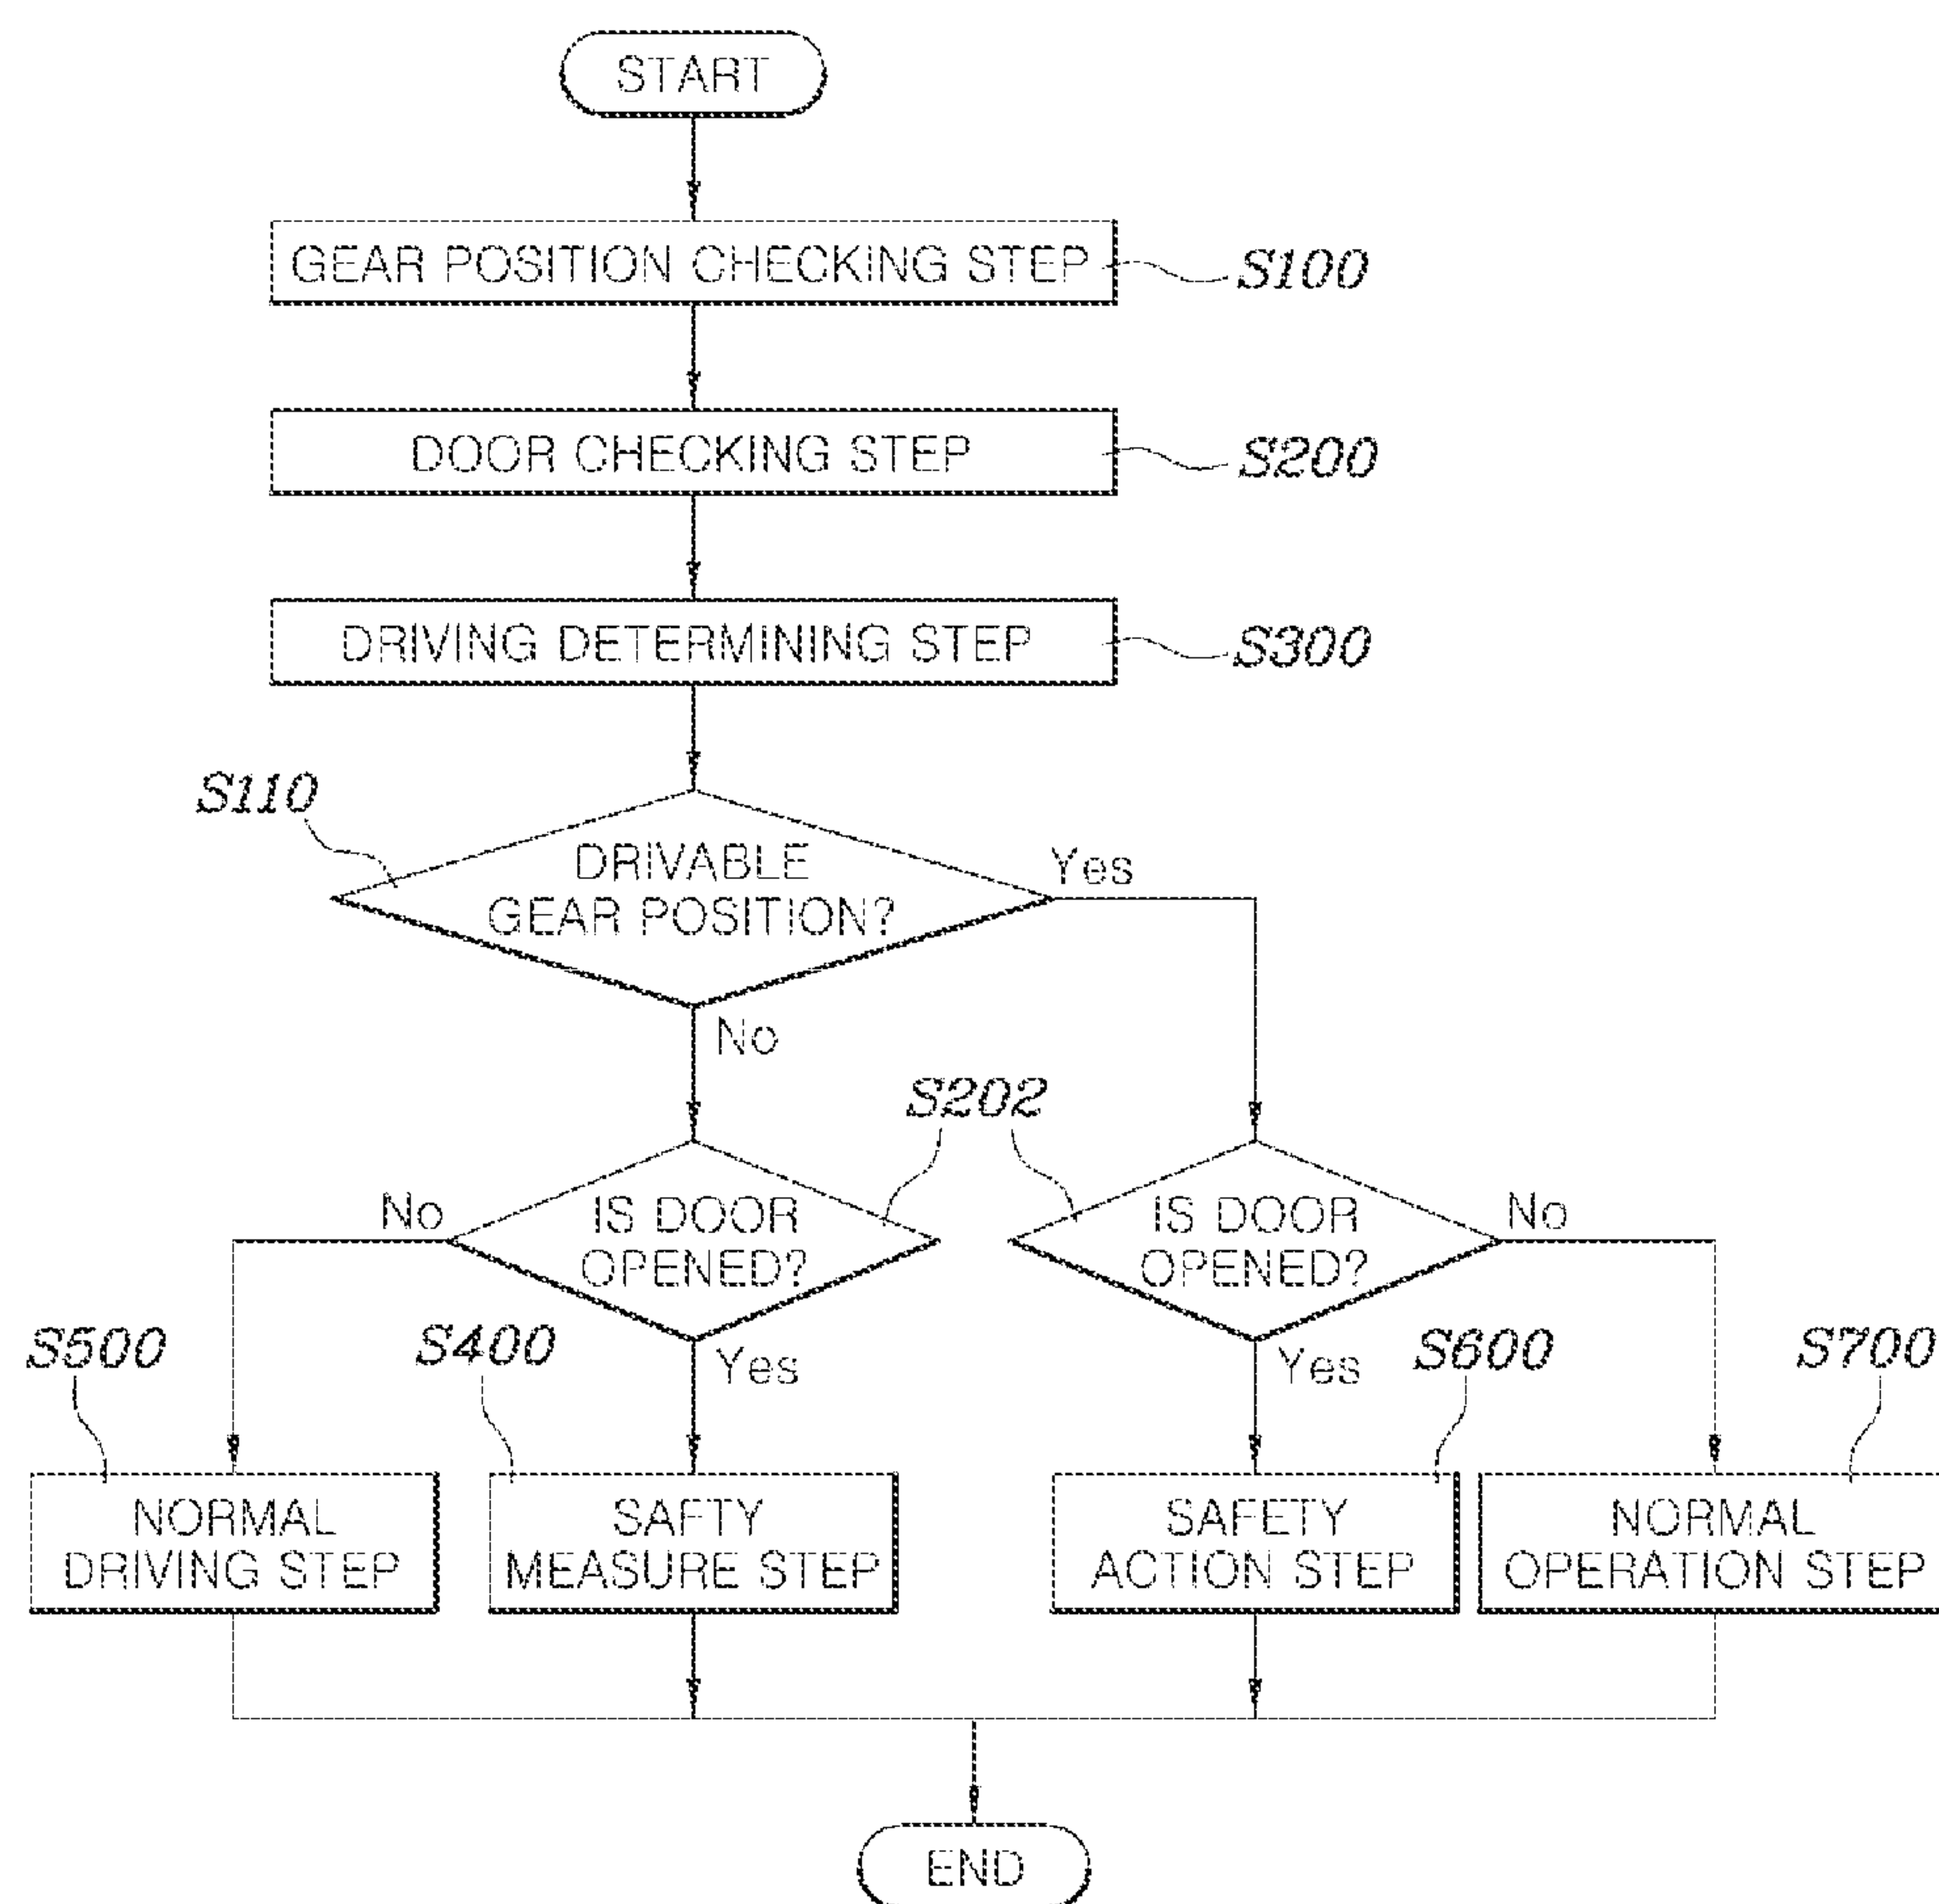 START
GEAR POSITION CHECKING STEP
S100
DOOR CHECKING STEP
S200
DRIVING DETERMINING STEP
S300
S110
DRIVABLE
GEAR POSITION?
Yes
No
S202
No
IS DOOR
OPENED?
IS DOOR
OPENED?
No
S500
S400
Yes
Yes
S600
S700
NORMAL
DRIVING STEP
SAFTY
MEASURE STEP
SAFETY
ACTION STEP
NORMAL
OPERATION STEP
END